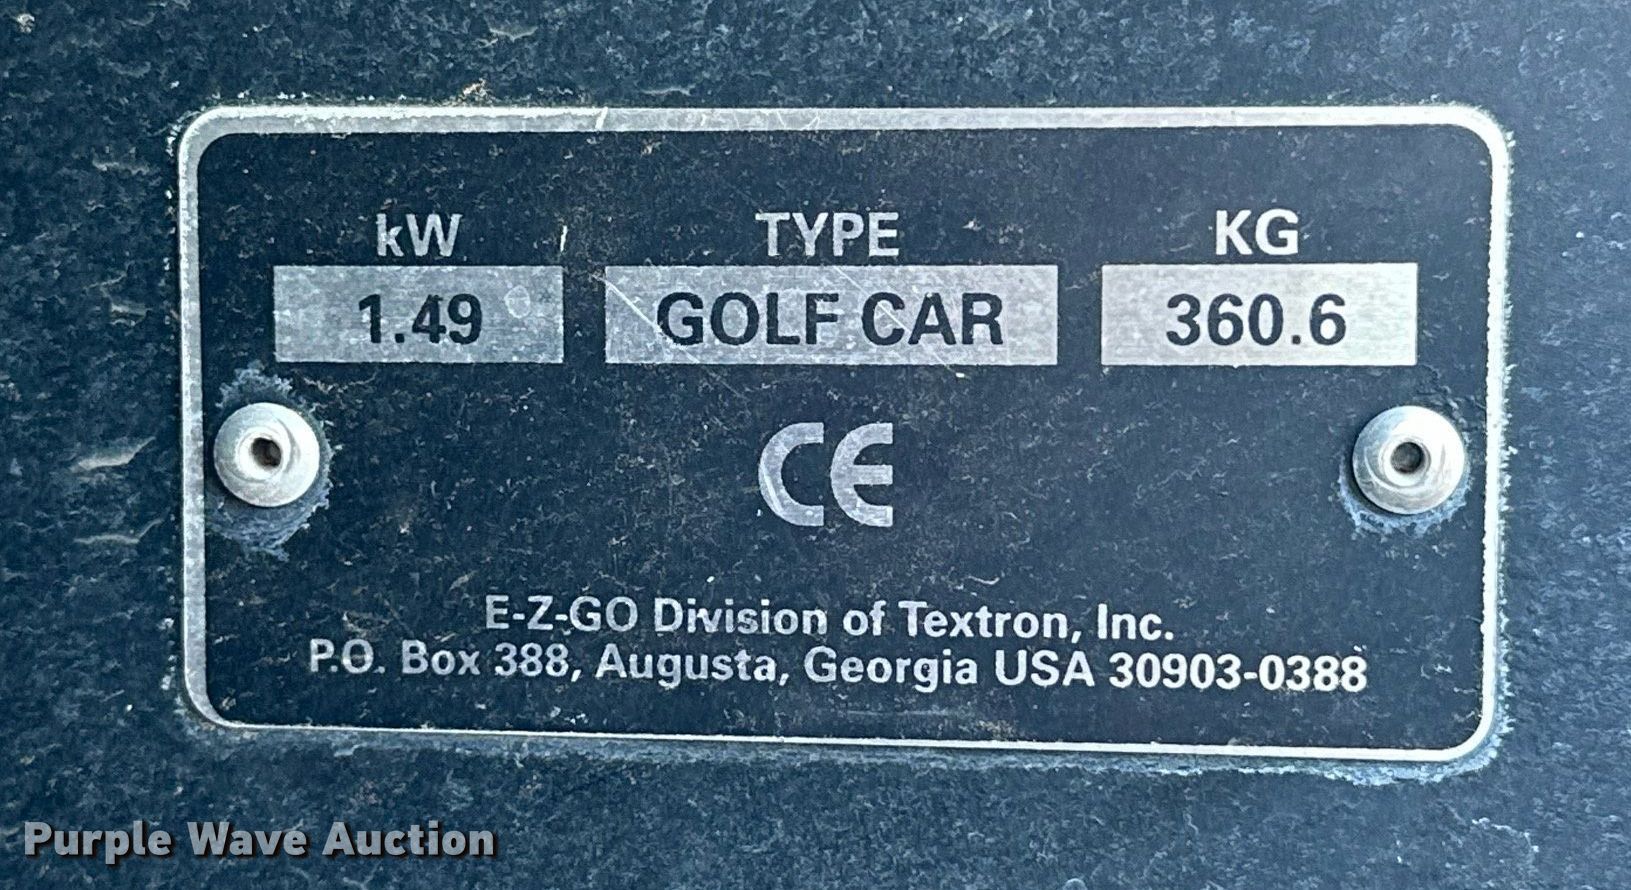 kW TYPE KG
1.49 GOLF CAR 360.6
CE
E-Z-GO Division of Textron, Inc.
P.O. Box 388, Augusta, Georgia USA 30903-0388
Purple Wave Auction